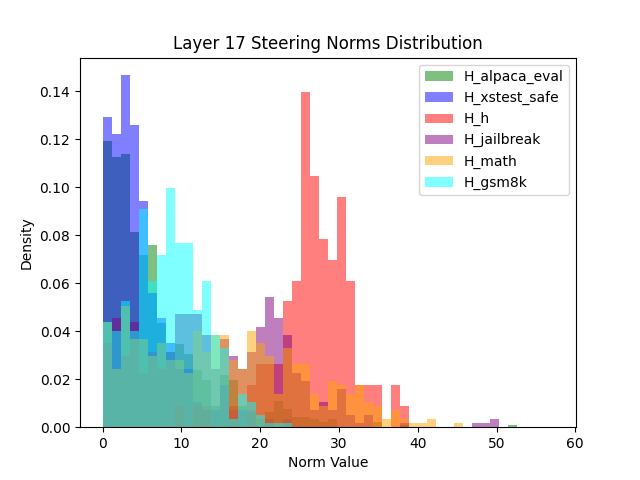 Layer 17 Steering Norms Distribution
H_alpaca_eval
H_xstest_safe
H_h
H_jailbreak
H_math
H_gsm8k
0.14
0.12
0.10
0.08
0.06
0.04
0.02
0.00
Density
0 10 20 30 40 50 60
Norm Value